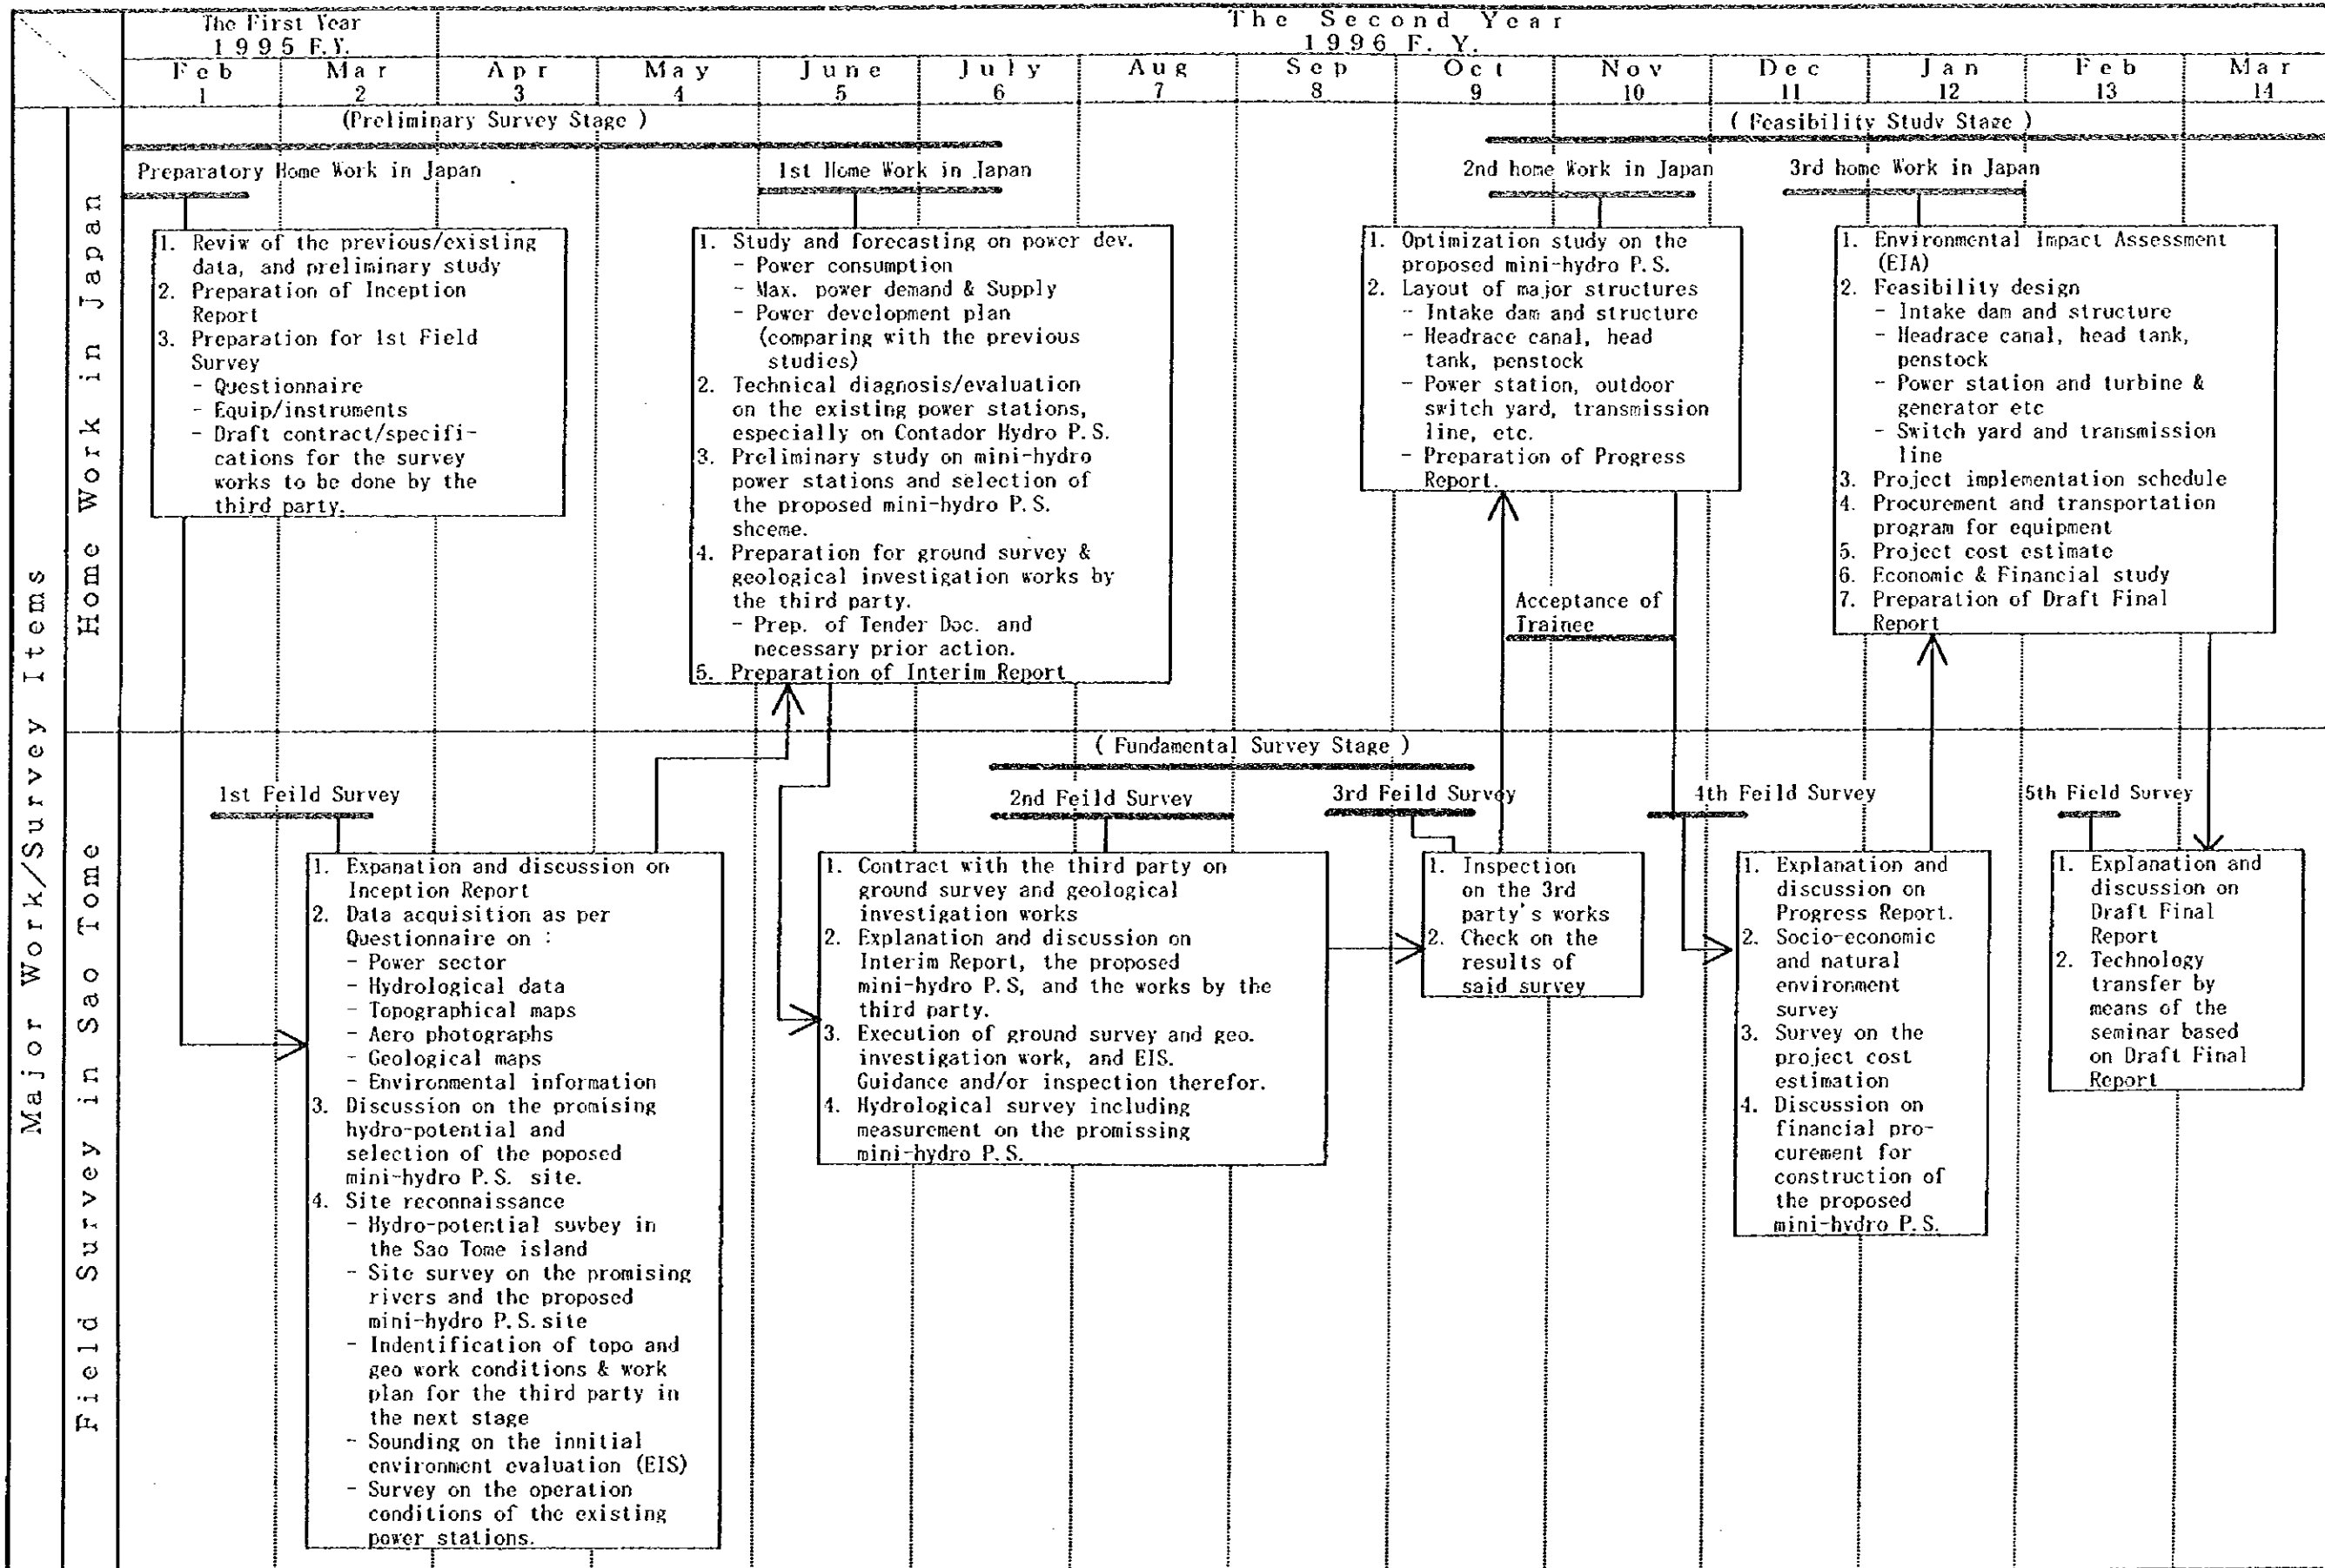 The First Year
1995 F.Y.
The Second Year
1996 F. Y.
Feb Mar Apr May June July Aug Sep Oct Nov Dec Jan Feb Mar
1 2 3 4 5 6 7 8 9 10 11 12 13 14
Major Work/Survey Items
Home Work in Japan
(Preliminary Survey Stage )
( Feasibility Study Stage )
Preparatory Home Work in Japan
1. Reviw of the previous/existing
data, and preliminary study
2. Preparation of Inception
Report
3. Preparation for 1st Field
Survey
- Questionnaire
- Equip/instruments
- Draft contract/specifi-
cations for the survey
works to be done by the
third party.
1st Home Work in Japan
1. Study and forecasting on power dev.
- Power consumption
- Max. power demand & Supply
- Power development plan
(comparing with the previous
studies)
2. Technical diagnosis/evaluation
on the existing power stations,
especially on Contador Hydro P.S.
3. Preliminary study on mini-hydro
power stations and selection of
the proposed mini-hydro P.S.
shceme.
4. Preparation for ground survey &
geological investigation works by
the third party.
- Prep. of Tender Doc. and
necessary prior action.
5. Preparation of Interim Report
2nd home Work in Japan
1. Optimization study on the
proposed mini-hydro P.S.
2. Layout of major structures
- Intake dam and structure
- Headrace canal, head
tank, penstock
- Power station, outdoor
switch yard, transmission
line, etc.
- Preparation of Progress
Report.
Acceptance of
Trainee
3rd home Work in Japan
1. Environmental Impact Assessment
(EIA)
2. Feasibility design
- Intake dam and structure
- Headrace canal, head tank,
penstock
- Power station and turbine &
generator etc
- Switch yard and transmission
line
3. Project implementation schedule
4. Procurement and transportation
program for equipment
5. Project cost estimate
6. Economic & Financial study
7. Preparation of Draft Final
Report
Field Survey in Sao Tome
( Fundamental Survey Stage )
1st Feild Survey
1. Expanation and discussion on
Inception Report
2. Data acquisition as per
Questionnaire on :
- Power sector
- Hydrological data
- Topographical maps
- Aero photographs
- Geological maps
- Environmental information
3. Discussion on the promising
hydro-potential and
selection of the poposed
mini-hydro P.S. site.
4. Site reconnaissance
- Hydro-potential suvbey in
the Sao Tome island
- Site survey on the promising
rivers and the proposed
mini-hydro P.S. site
- Indentification of topo and
geo work conditions & work
plan for the third party in
the next stage
- Sounding on the innitial
environment evaluation (EIS)
- Survey on the operation
conditions of the existing
power stations.
2nd Feild Survey
1. Contract with the third party on
ground survey and geological
investigation works
2. Explanation and discussion on
Interim Report, the proposed
mini-hydro P.S, and the works by the
third party.
3. Execution of ground survey and geo.
investigation work, and EIS.
Guidance and/or inspection therefor.
4. Hydrological survey including
measurement on the promissing
mini-hydro P.S.
3rd Feild Survey
1. Inspection
on the 3rd
party's works
2. Check on the
results of
said survey
4th Feild Survey
1. Explanation and
discussion on
Progress Report.
2. Socio-economic
and natural
environment
survey
3. Survey on the
project cost
estimation
4. Discussion on
financial pro-
curement for
construction of
the proposed
mini-hydro P.S.
5th Field Survey
1. Explanation and
discussion on
Draft Final
Report
2. Technology
transfer by
means of the
seminar based
on Draft Final
Report